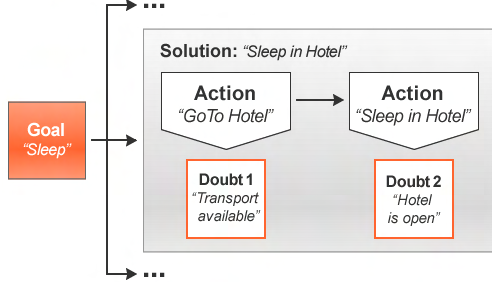 ...
Solution: “Sleep in Hotel”
Action
“GoTo Hotel”
Action
“Sleep in Hotel”
Goal
“Sleep”
Doubt 1
“Transport
available”
Doubt 2
“Hotel
is open”
...